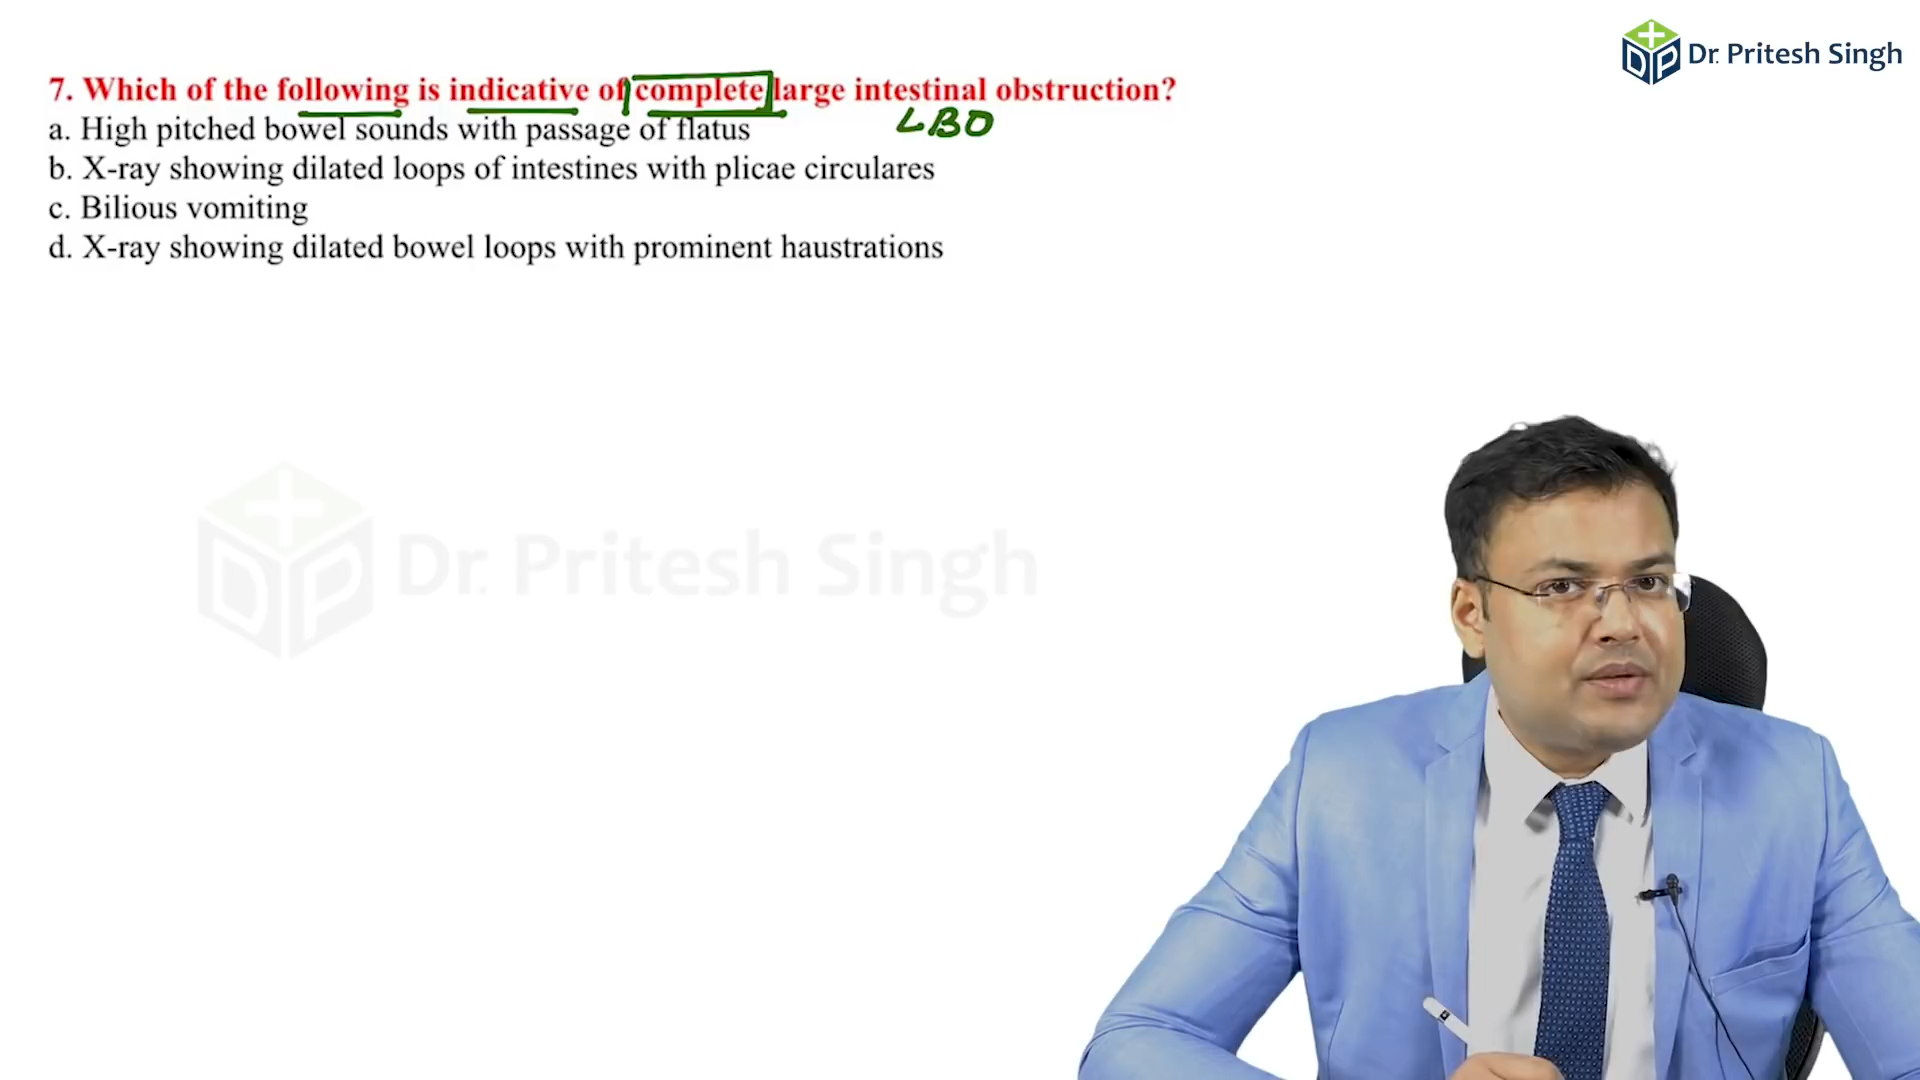 Dr. Pritesh Singh
7. Which of the following is indicative of complete large intestinal obstruction?
LBO
a. High pitched bowel sounds with passage of flatus
b. X-ray showing dilated loops of intestines with plicae circulares
c. Bilious vomiting
d. X-ray showing dilated bowel loops with prominent haustrations
DP Dr. Pritesh Singh